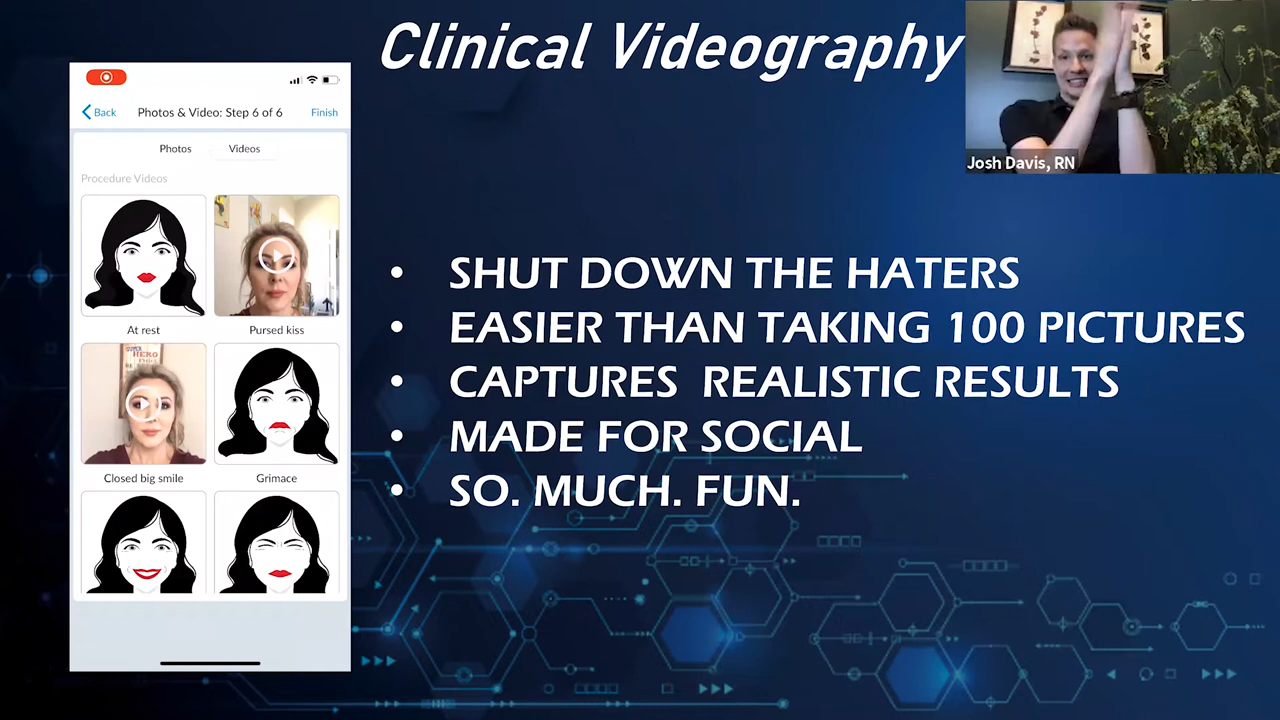 Clinical Videography
Josh Davis, RN
Back
Photos & Video: Step 6 of 6
Finish
Photos
Videos
Procedure Videos
At rest
Pursed kiss
HERO
Closed big smile
Grimace
• SHUT DOWN THE HATERS
• EASIER THAN TAKING 100 PICTURES
• CAPTURES REALISTIC RESULTS
• MADE FOR SOCIAL
• SO. MUCH. FUN.